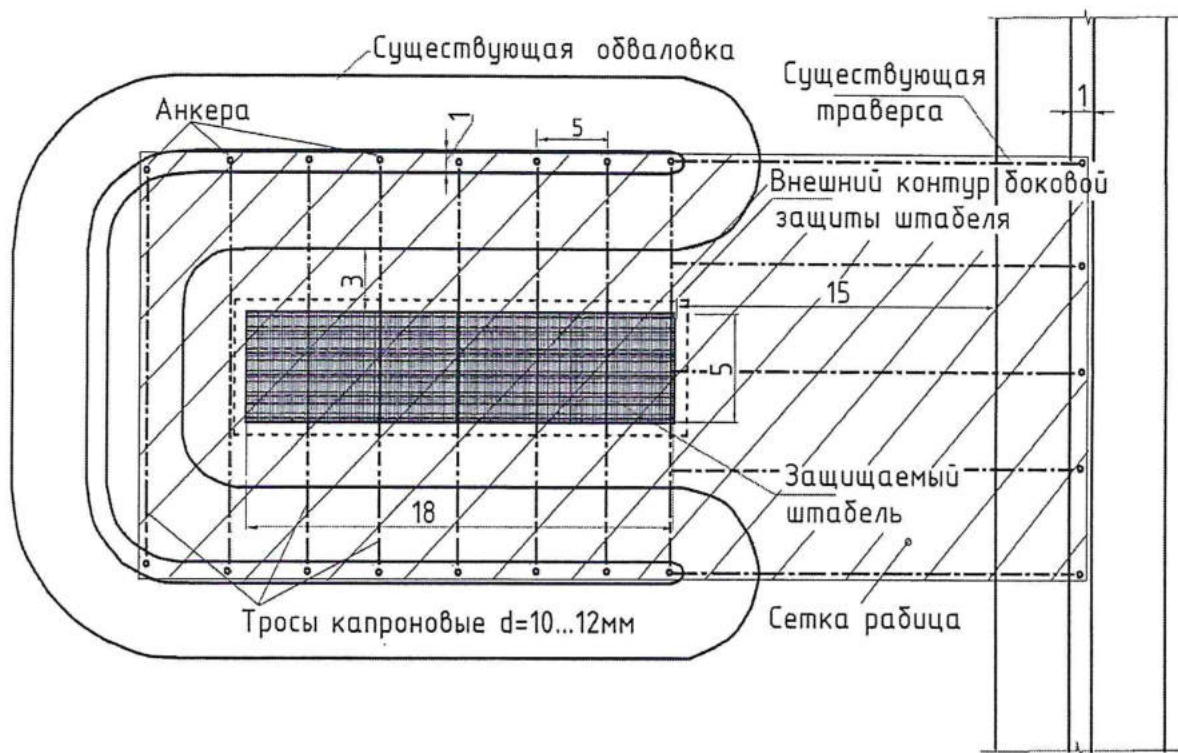 Существующая обваловка
Существующая
траверса
Анкера
1
5
1
Внешний контур боковой
защиты штабеля
3
15
5
Защищаемый
штабель
18
Тросы капроновые d=10...12мм
Сетка рабица